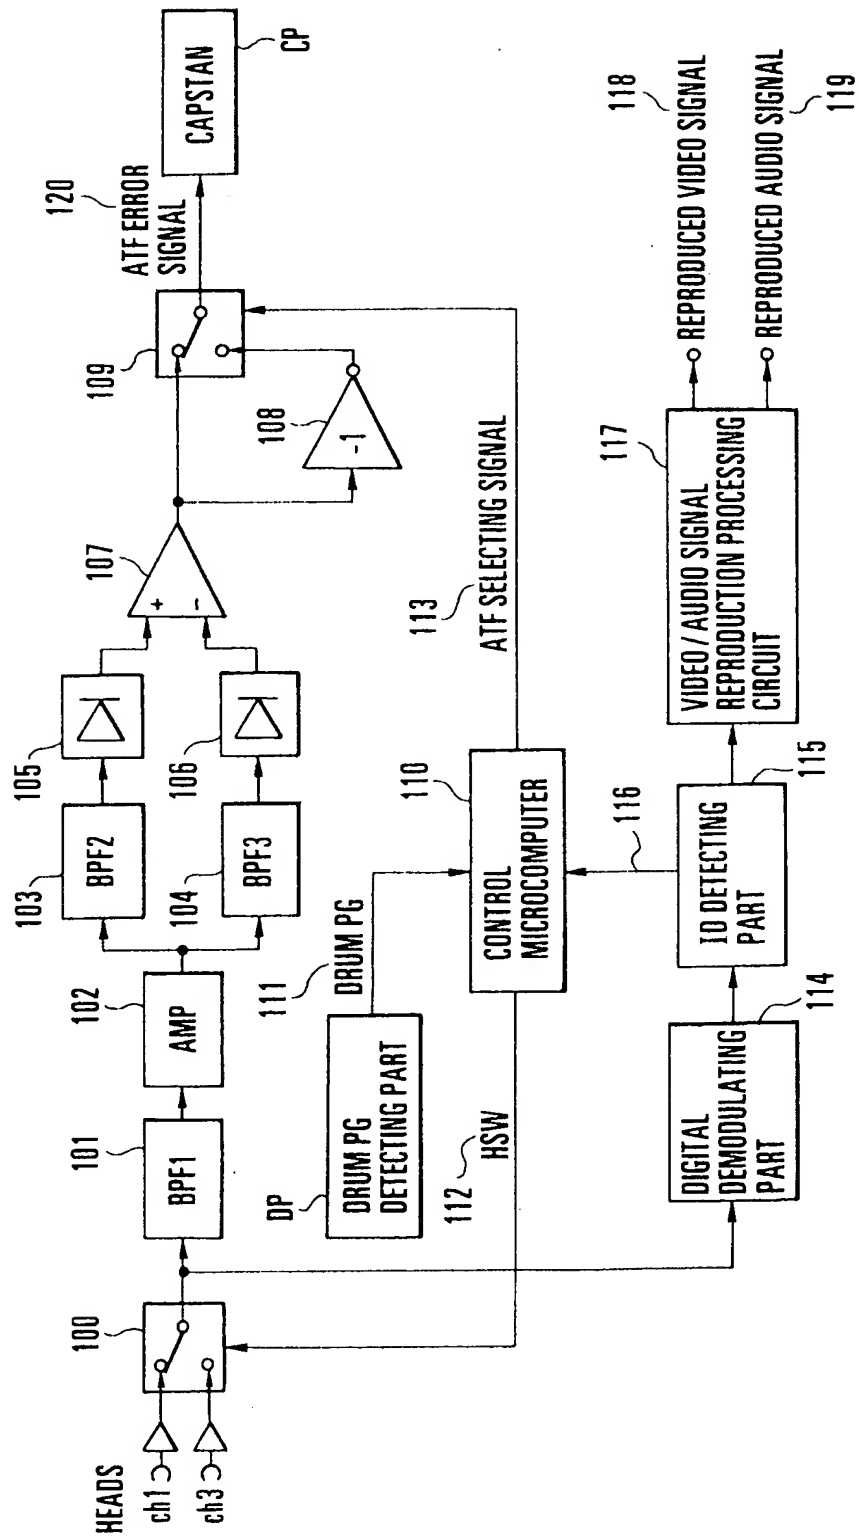 HEADS
ch1
ch3
100
101
BPF1
102
AMP
103
BPF2
104
BPF3
105
106
107
+
-
108
-1
109
120
ATF ERROR
SIGNAL
CAPSTAN
CP
DP
DRUM PG
DETECTING PART
111
DRUM PG
112
HSW
110
CONTROL
MICROCOMPUTER
113
ATF SELECTING SIGNAL
114
DIGITAL
DEMODULATING
PART
115
ID DETECTING
PART
116
117
VIDEO / AUDIO SIGNAL
REPRODUCTION PROCESSING
CIRCUIT
118
REPRODUCED VIDEO SIGNAL
REPRODUCED AUDIO SIGNAL
119